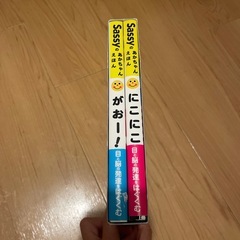 Sassyの
あかちゃん
えほん
がおー!
目と脳の発達をはぐくむ
Sassyの
あかちゃん
えほん
にこにこ
目と脳の発達をはぐくむ